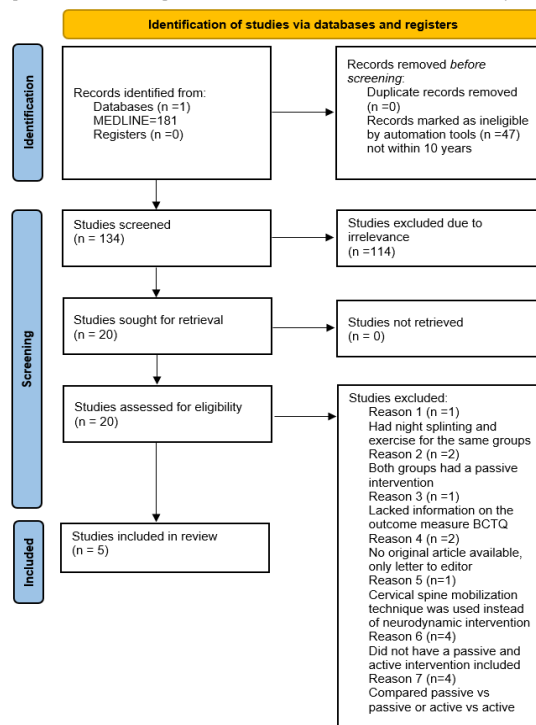 Identification of studies via databases and registers
Identification
Records identified from:
Databases (n =1)
MEDLINE=181
Registers (n =0)
Records removed before
screening:
Duplicate records removed
(n =0)
Records marked as ineligible
by automation tools (n =47)
not within 10 years
Screening
Studies screened
(n = 134)
Studies excluded due to
irrelevance
(n =114)
Studies sought for retrieval
(n = 20)
Studies not retrieved
(n = 0)
Studies assessed for eligibility
(n = 20)
Studies excluded:
Reason 1 (n =1)
Had night splinting and
exercise for the same groups
Reason 2 (n =2)
Both groups had a passive
intervention
Reason 3 (n =1)
Lacked information on the
outcome measure BCTQ
Reason 4 (n =2)
No original article available,
only letter to editor
Reason 5 (n=1)
Cervical spine mobilization
technique was used instead
of neurodynamic intervention
Reason 6 (n=4)
Did not have a passive and
active intervention included
Reason 7 (n=4)
Compared passive vs
passive or active vs active
Included
Studies included in review
(n = 5)